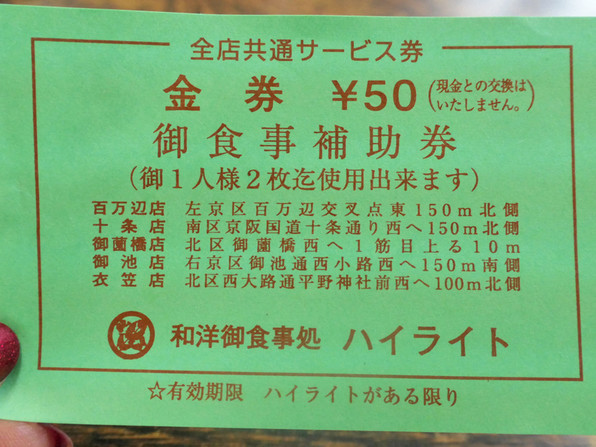 全店共通サービス券
金券 ¥50 (現金との交換はいたしません。)
御食事補助券
(御1人様2枚迄使用出来ます)
百万辺店 左京区百万辺交叉点東150m北側
十条店 南区京阪国道十条通り西へ150m北側
御薗橋店 北区御薗橋西へ1筋目上る10m
御池店 右京区御池通西小路西へ150m南側
衣笠店 北区西大路通平野神社前西へ100m北側
和洋御食事処 ハイライト
☆有効期限 ハイライトがある限り